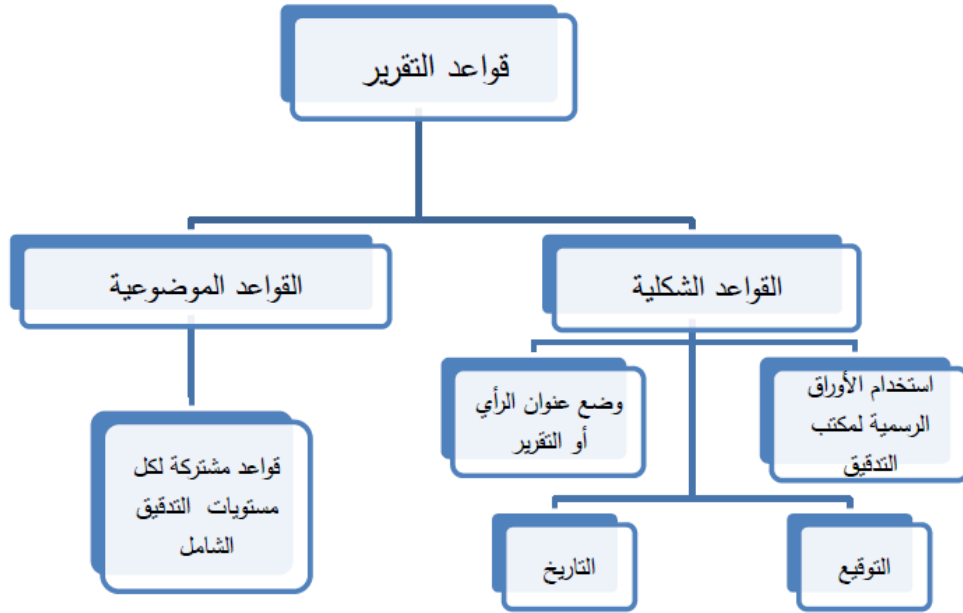 قواعد التقرير
القواعد الشكلية
القواعد الموضوعية
استخدام الأوراق
الرسمية لمكتب
التدقيق
وضع عنوان الرأي
أو التقرير
التوقيع
التاريخ
قواعد مشتركة لكل
مستويات التدقيق
الشامل